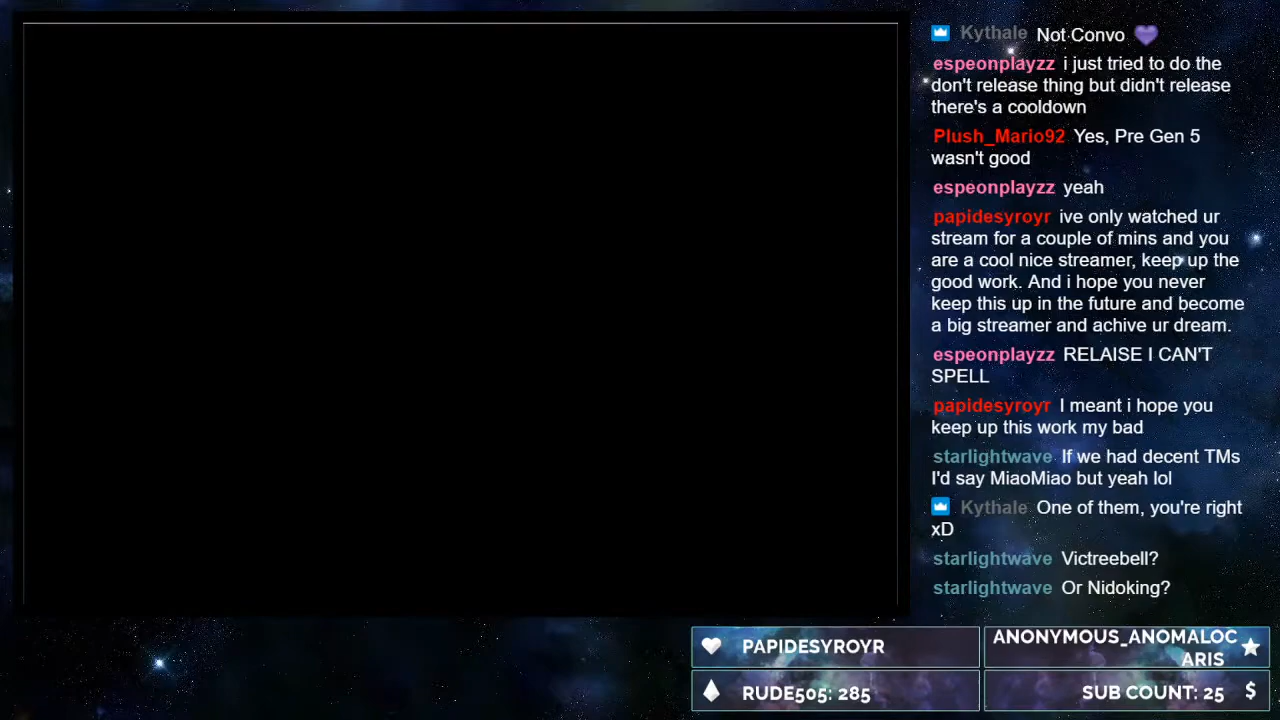 Kythale Not Convo
espeonplayzz i just tried to do the
don't release thing but didn't release
there's a cooldown
Plush_Mario92 Yes, Pre Gen 5
wasn't good
espeonplayzz yeah
papidesyroyr ive only watched ur
stream for a couple of mins and you
are a cool nice streamer, keep up the
good work. And i hope you never
keep this up in the future and become
a big streamer and achive ur dream.
espeonplayzz RELAISE I CAN'T
SPELL
papidesyroyr I meant i hope you
keep up this work my bad
starlightwave If we had decent TMs
I'd say MiaoMiao but yeah lol
Kythale One of them, you're right
xD
starlightwave Victreebell?
starlightwave Or Nidoking?
PAPIDESYROYR
ANONYMOUS_ANOMALOC
ARIS
RUDE505: 285
SUB COUNT: 25 $